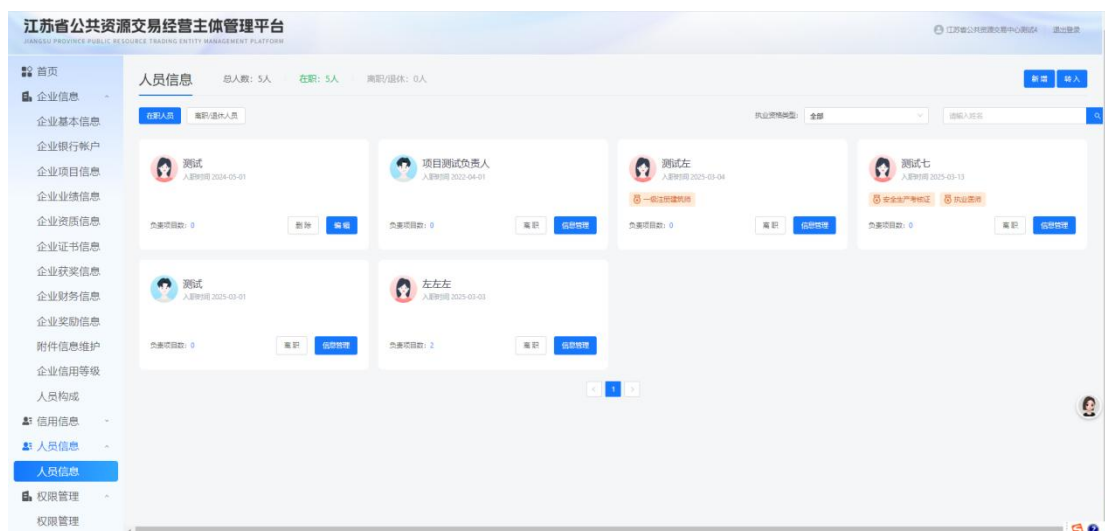 江苏省公共资源交易经营主体管理平台
JIANGSU PROVINCE PUBLIC RESOURCE TRADING ENTITY MANAGEMENT PLATFORM
江苏省公共资源交易中心测试4 退出登录
首页
企业信息
企业基本信息
企业银行帐户
企业项目信息
企业业绩信息
企业资质信息
企业证书信息
企业获奖信息
企业财务信息
企业奖励信息
附件信息维护
企业信用等级
人员构成
信用信息
人员信息
人员信息
权限管理
权限管理
人员信息 总人数: 5人 在职: 5人 离职/退休: 0人 新增 转入
在职人员 离职/退休人员 执业资格类型: 全部 请输入姓名
测试
入职时间 2024-05-01
负责项目数: 0 删除 编辑
项目测试负责人
入职时间 2022-04-01
负责项目数: 0 离职 信息管理
测试左
入职时间 2025-03-04
一级注册建筑师
负责项目数: 0 离职 信息管理
测试七
入职时间 2025-03-13
安全生产考核证 执业医师
负责项目数: 0 离职 信息管理
测试
入职时间 2025-03-01
负责项目数: 0 离职 信息管理
左左左
入职时间 2025-03-03
负责项目数: 2 离职 信息管理
1